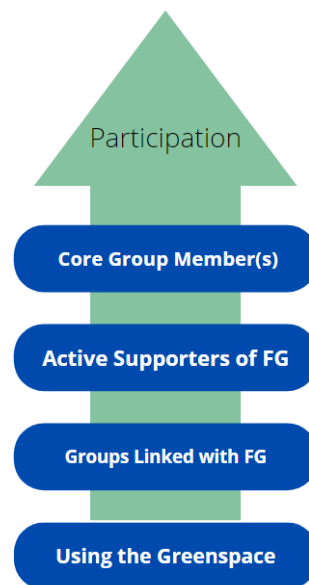 Participation
Core Group Member(s)
Active Supporters of FG
Groups Linked with FG
Using the Greenspace